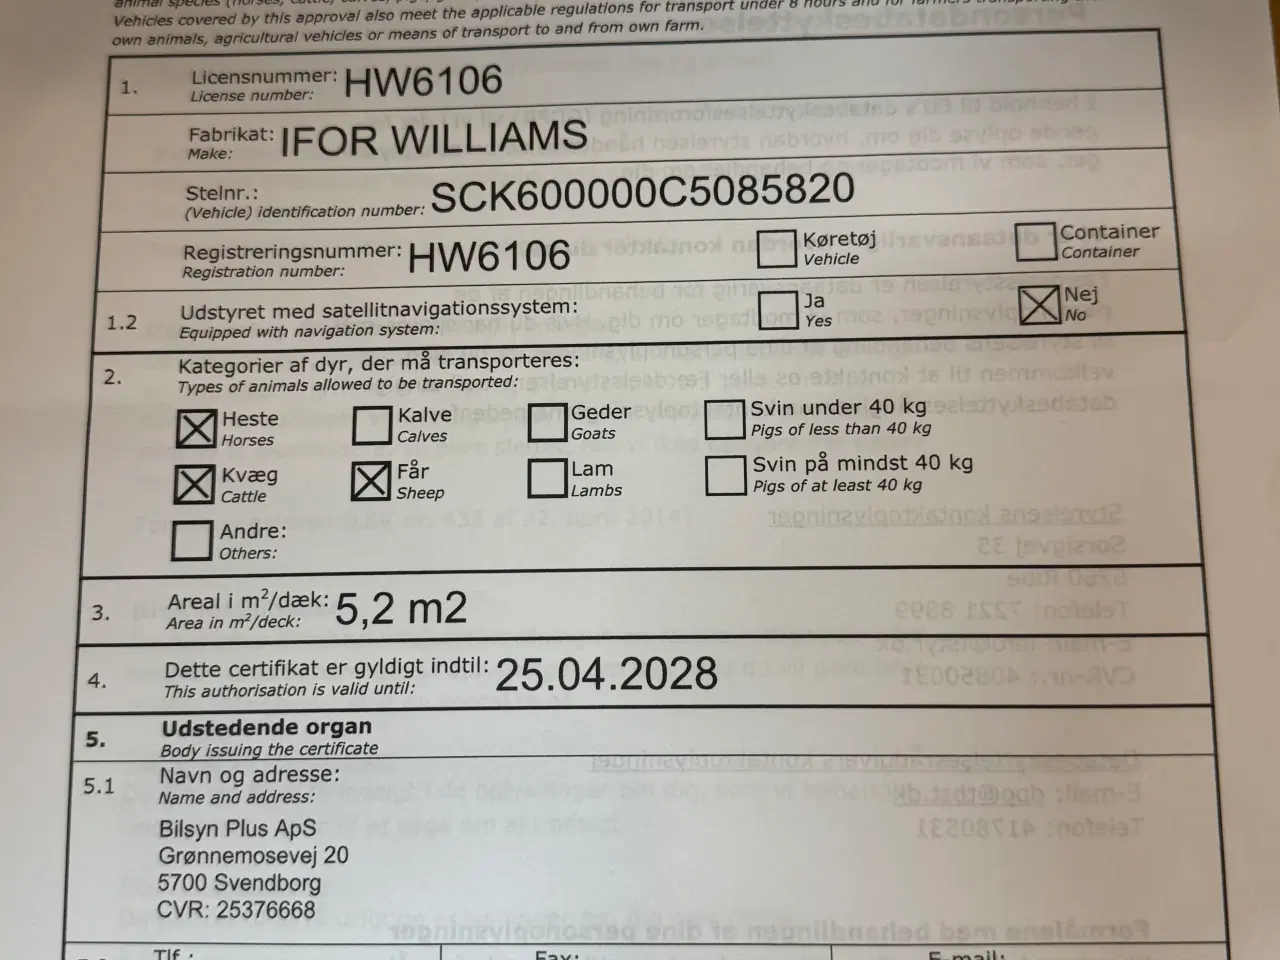 Vehicles covered by this approval also meet the applicable regulations for transport under 8 hours and for farmers
own animals, agricultural vehicles or means of transport to and from own farm.
1.
Licensnummer: HW6106
License number:
Fabrikat: IFOR WILLIAMS
Make:
Stelnr.:
(Vehicle) identification number: SCK600000C5085820
Registreringsnummer: HW6106
Registration number:
Køretøj
Vehicle
Container
Container
1.2
Udstyret med satellitnavigationssystem:
Equipped with navigation system:
Ja
Yes
Nej
No
2.
Kategorier af dyr, der må transporteres:
Types of animals allowed to be transported:
Heste
Horses
Kalve
Calves
Geder
Goats
Svin under 40 kg
Pigs of less than 40 kg
Kvæg
Cattle
Får
Sheep
Lam
Lambs
Svin på mindst 40 kg
Pigs of at least 40 kg
Andre:
Others:
3.
Areal i m²/dæk: 5,2 m2
Area in m²/deck:
4.
Dette certifikat er gyldigt indtil: 25.04.2028
This authorisation is valid until:
5.
Udstedende organ
Body issuing the certificate
5.1
Navn og adresse:
Name and address:
Bilsyn Plus ApS
Grønnemosevej 20
5700 Svendborg
CVR: 25376668
Tlf.:
Fax:
E-mail: